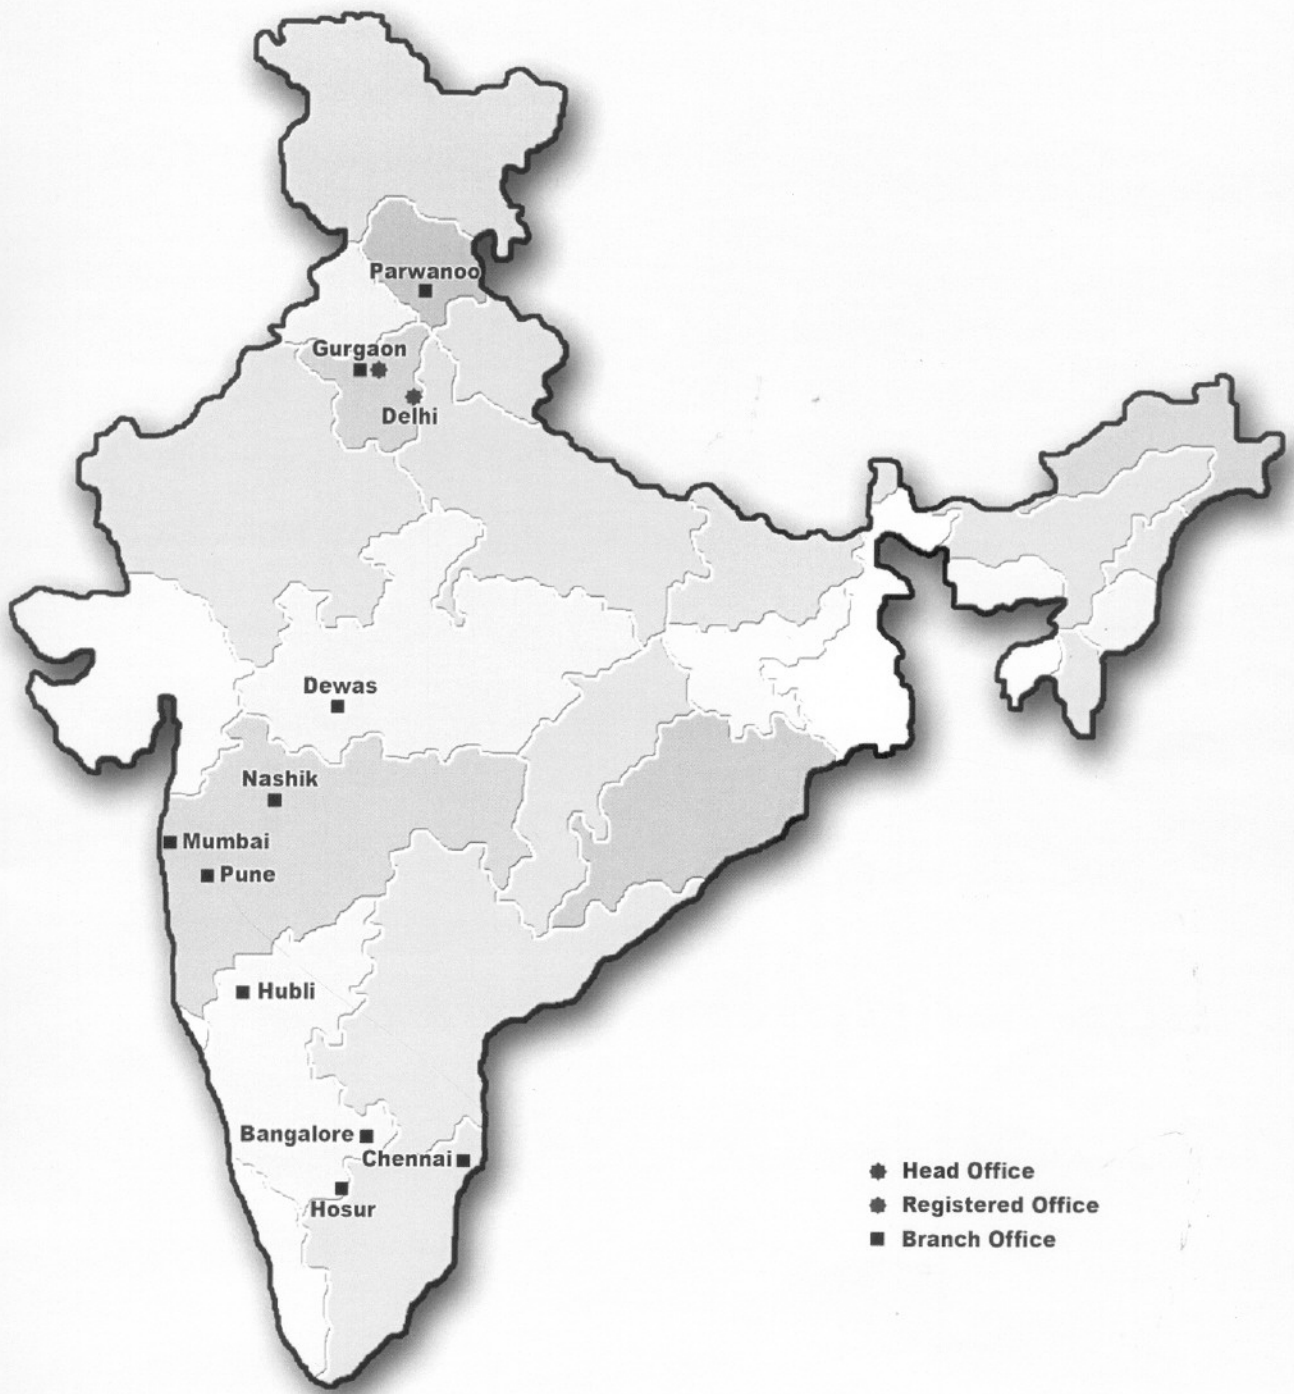 Parwanoo
Gurgaon
Delhi
Dewas
Nashik
Mumbai
Pune
Hubli
Bangalore
Chennai
Hosur
Head Office
Registered Office
Branch Office